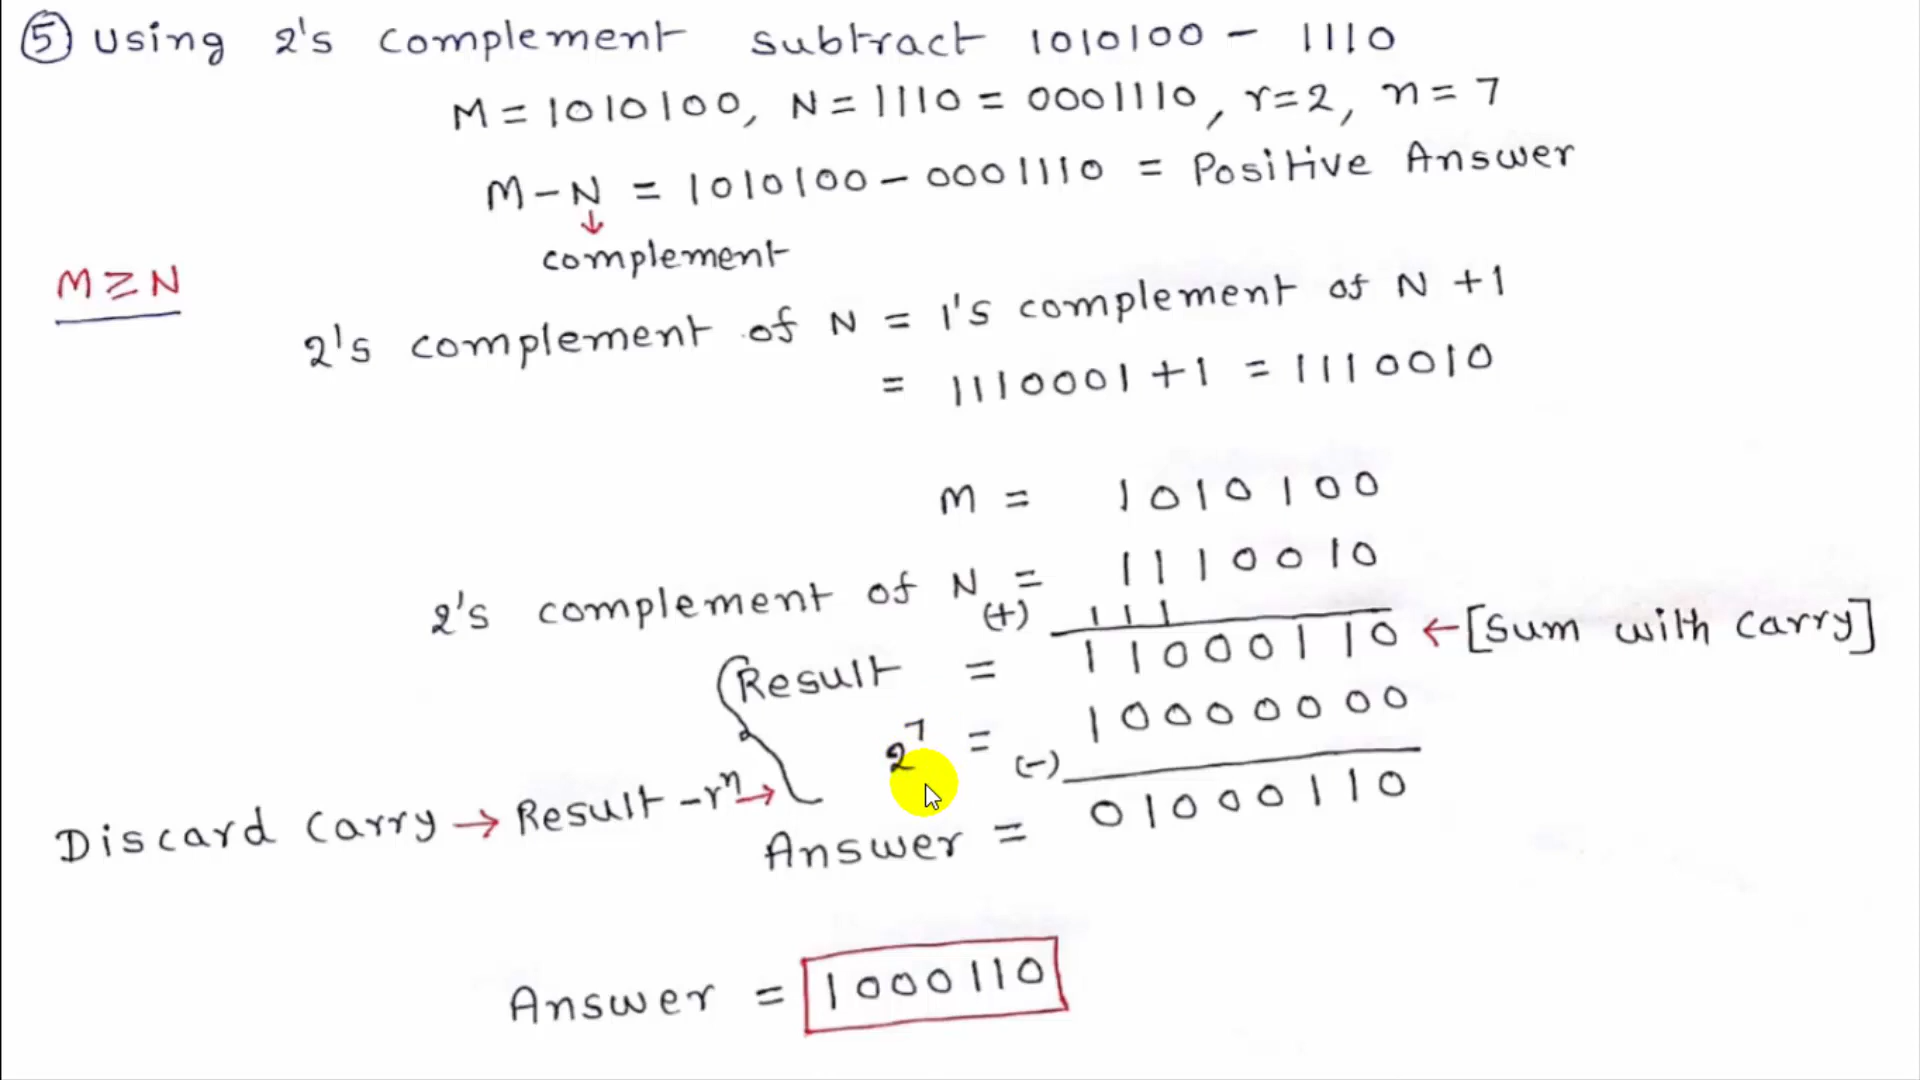 ⑤ Using 2's complement subtract 1010100 - 1110
M = 1010100, N = 1110 = 0001110, r=2, n = 7
M - N = 1010100 - 0001110 = Positive Answer
↓
complement
M ≥ N
2's complement of N = 1's complement of N + 1
= 1110001 + 1 = 1110010
M = 1010100
2's complement of N = 1110010
(+) 111
Result = 11000110 ← [Sum with carry]
2⁷ = (-) 10000000
Discard Carry → Result - rⁿ →
Answer = 01000110
Answer = 1000110